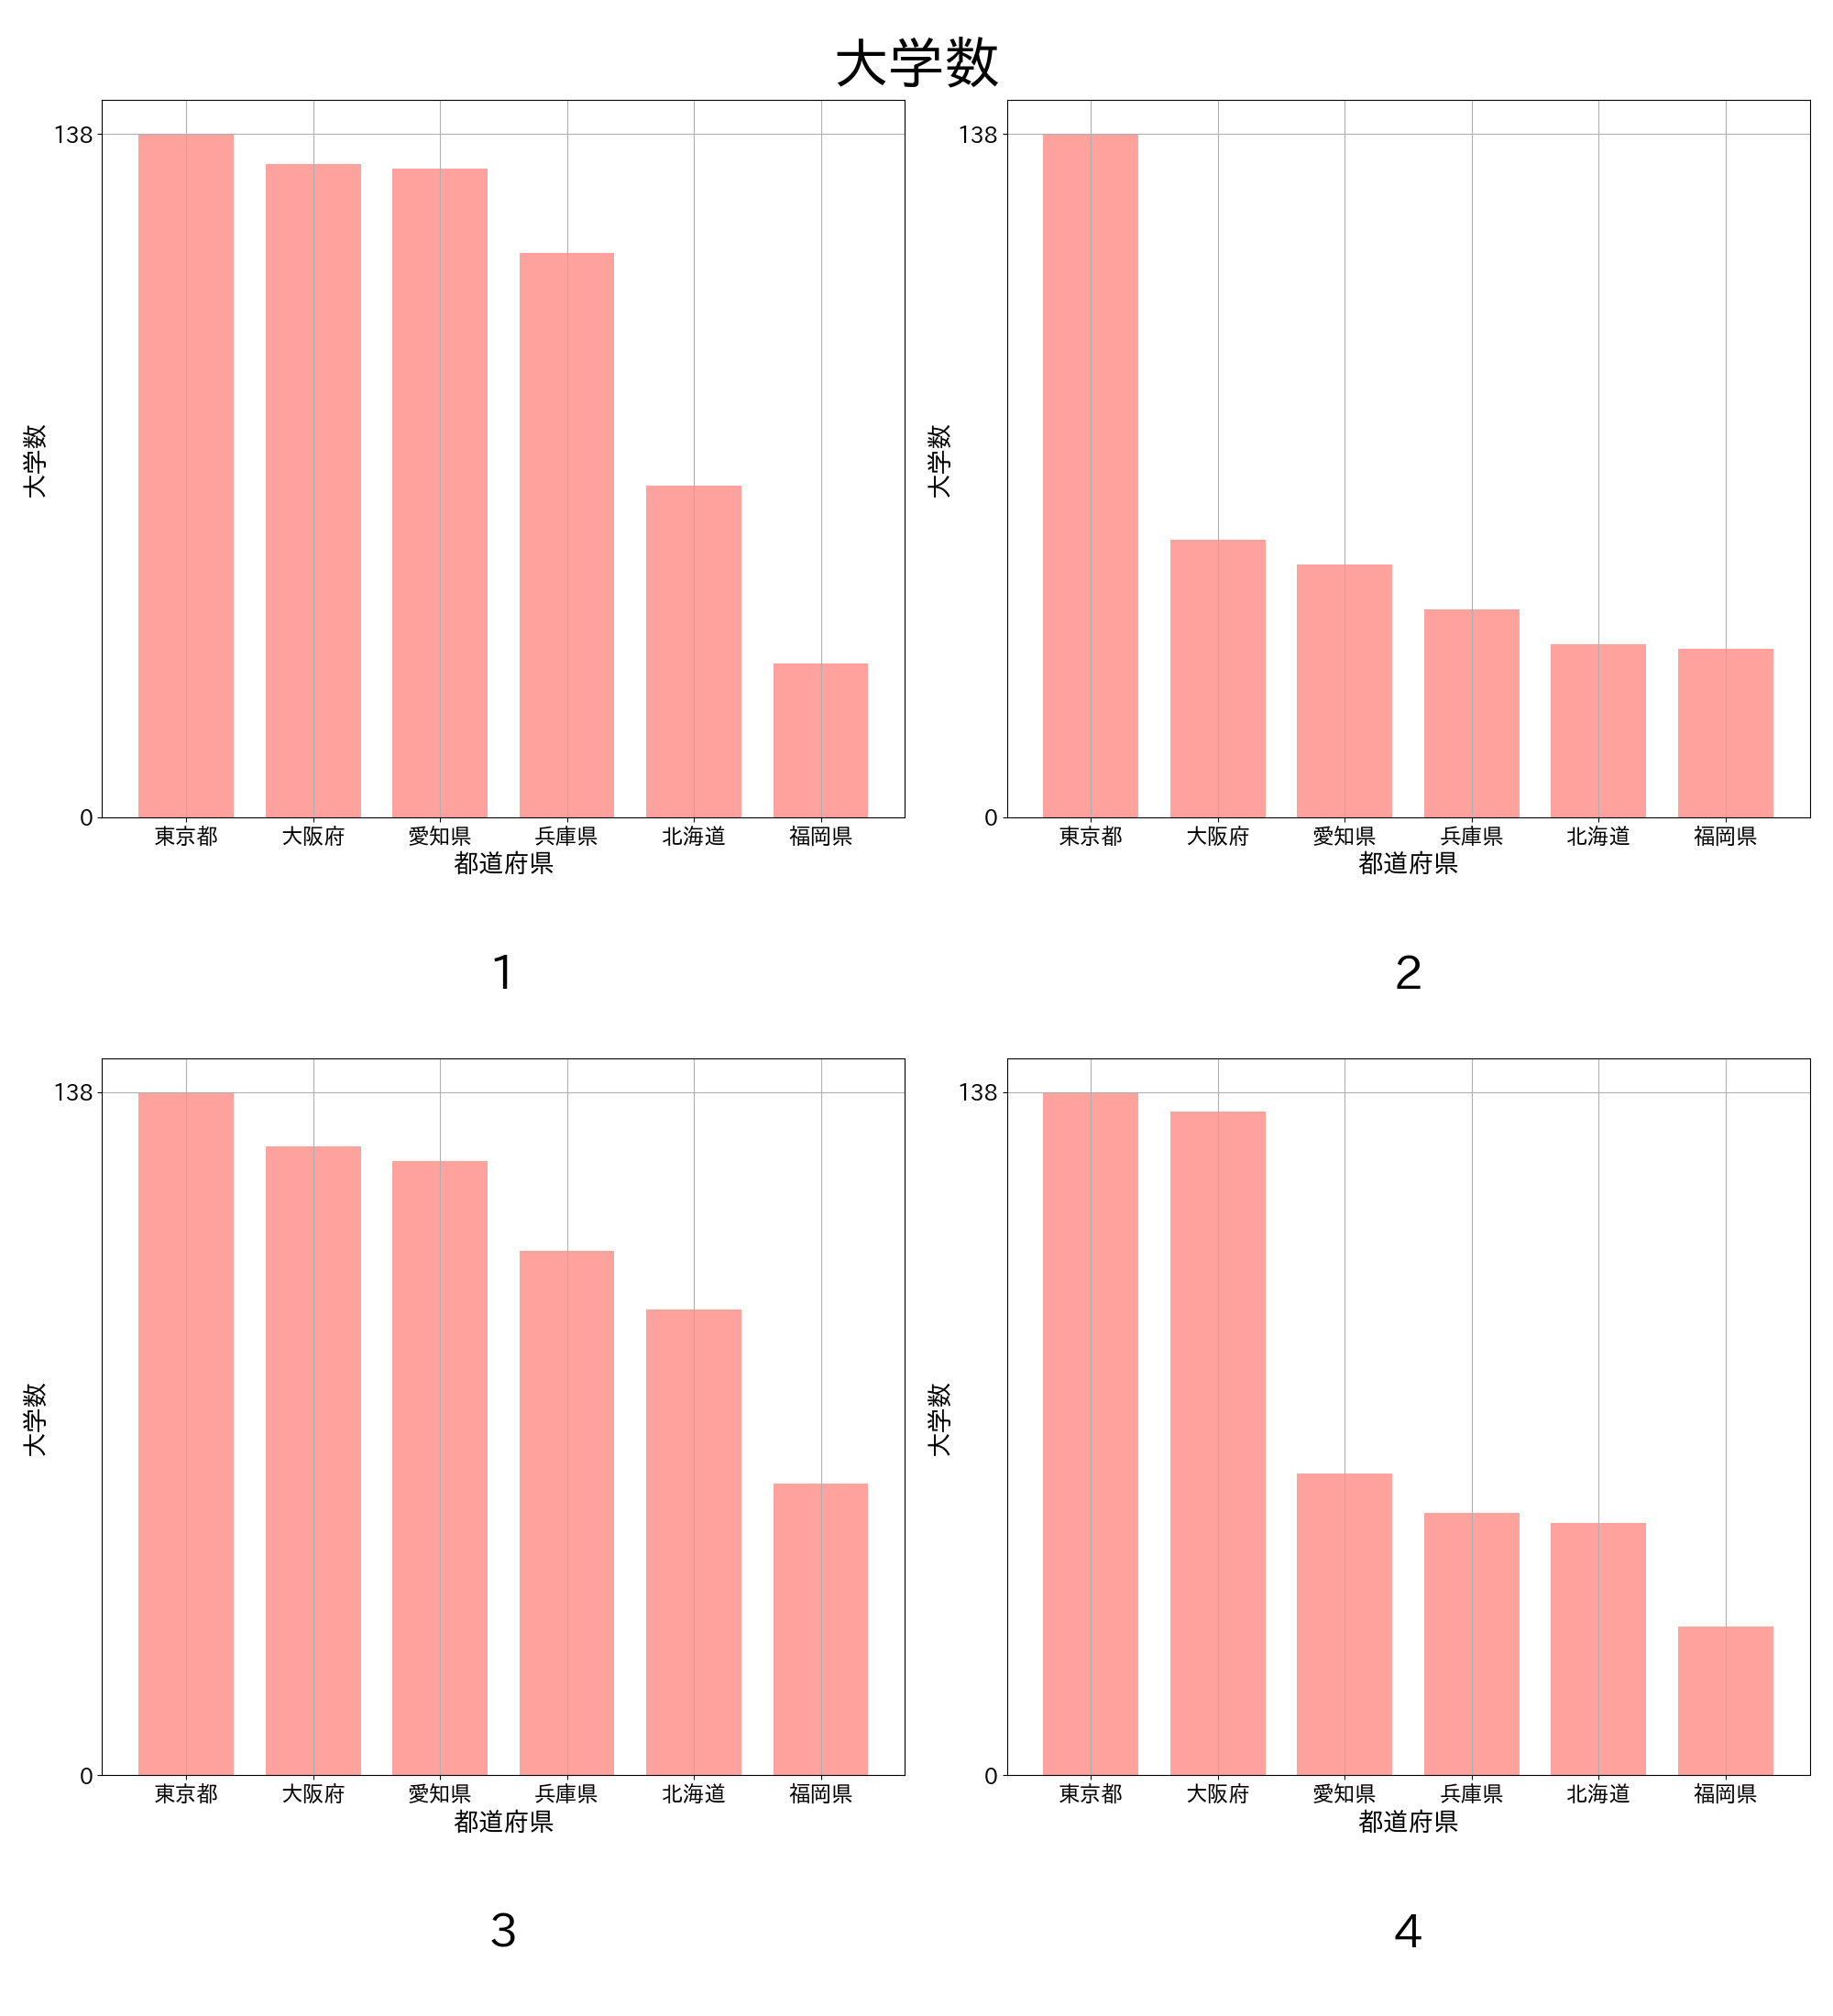 大学数
138
0
大学数
東京都 大阪府 愛知県 兵庫県 北海道 福岡県
都道府県
1
138
0
大学数
東京都 大阪府 愛知県 兵庫県 北海道 福岡県
都道府県
2
138
0
大学数
東京都 大阪府 愛知県 兵庫県 北海道 福岡県
都道府県
3
138
0
大学数
東京都 大阪府 愛知県 兵庫県 北海道 福岡県
都道府県
4